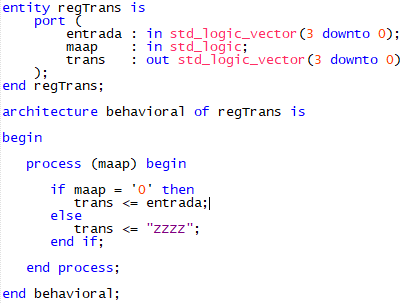 entity regTrans is
port (
entrada : in std_logic_vector(3 downto 0);
maap : in std_logic;
trans : out std_logic_vector(3 downto 0)
);
end regTrans;
architecture behavioral of regTrans is
begin
process (maap) begin
if maap = '0' then
trans <= entrada;
else
trans <= "ZZZZ";
end if;
end process;
end behavioral;